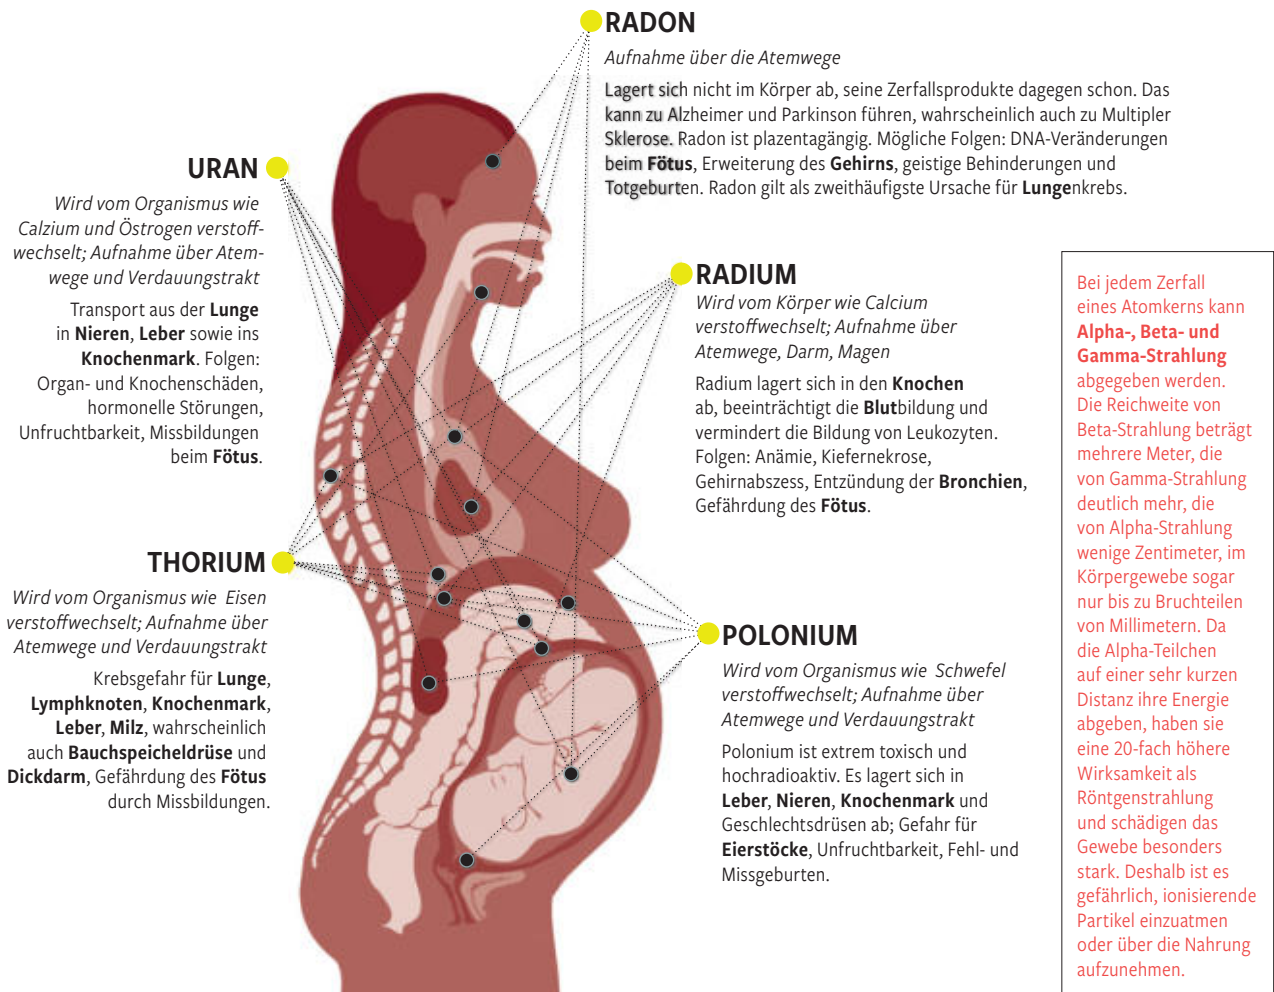 RADON
Aufnahme über die Atemwege
Lagert sich nicht im Körper ab, seine Zerfallsprodukte dagegen schon. Das
kann zu Alzheimer und Parkinson führen, wahrscheinlich auch zu Multipler
Sklerose. Radon ist plazentagängig. Mögliche Folgen: DNA-Veränderungen
beim Fötus, Erweiterung des Gehirns, geistige Behinderungen und
Totgeburten. Radon gilt als zweithäufigste Ursache für Lungenkrebs.
URAN
Wird vom Organismus wie
Calzium und Östrogen verstoff-
wechselt; Aufnahme über Atem-
wege und Verdauungstrakt
Transport aus der Lunge
in Nieren, Leber sowie ins
Knochenmark. Folgen:
Organ- und Knochenschäden,
hormonelle Störungen,
Unfruchtbarkeit, Missbildungen
beim Fötus.
RADIUM
Wird vom Körper wie Calcium
verstoffwechselt; Aufnahme über
Atemwege, Darm, Magen
Radium lagert sich in den Knochen
ab, beeinträchtigt die Blutbildung und
vermindert die Bildung von Leukozyten.
Folgen: Anämie, Kiefernekrose,
Gehirnabszess, Entzündung der Bronchien,
Gefährdung des Fötus.
THORIUM
Wird vom Organismus wie Eisen
verstoffwechselt; Aufnahme über
Atemwege und Verdauungstrakt
Krebsgefahr für Lunge,
Lymphknoten, Knochenmark,
Leber, Milz, wahrscheinlich
auch Bauchspeicheldrüse und
Dickdarm, Gefährdung des Fötus
durch Missbildungen.
POLONIUM
Wird vom Organismus wie Schwefel
verstoffwechselt; Aufnahme über
Atemwege und Verdauungstrakt
Polonium ist extrem toxisch und
hochradioaktiv. Es lagert sich in
Leber, Nieren, Knochenmark und
Geschlechtsdrüsen ab; Gefahr für
Eierstöcke, Unfruchtbarkeit, Fehl- und
Missgeburten.
Bei jedem Zerfall
eines Atomkerns kann
Alpha-, Beta- und
Gamma-Strahlung
abgegeben werden.
Die Reichweite von
Beta-Strahlung beträgt
mehrere Meter, die
von Gamma-Strahlung
deutlich mehr, die
von Alpha-Strahlung
wenige Zentimeter, im
Körpergewebe sogar
nur bis zu Bruchteilen
von Millimetern. Da
die Alpha-Teilchen
auf einer sehr kurzen
Distanz ihre Energie
abgeben, haben sie
eine 20-fach höhere
Wirksamkeit als
Röntgenstrahlung
und schädigen das
Gewebe besonders
stark. Deshalb ist es
gefährlich, ionisierende
Partikel einzuatmen
oder über die Nahrung
aufzunehmen.